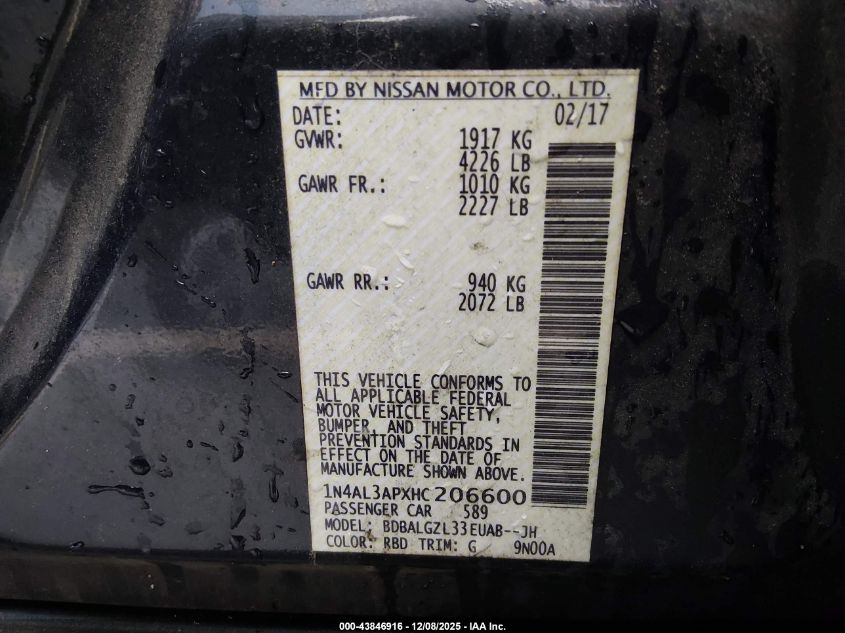 MFD BY NISSAN MOTOR CO., LTD.
DATE: 02/17
GVWR: 1917 KG
4226 LB
GAWR FR.: 1010 KG
2227 LB
GAWR RR.: 940 KG
2072 LB
THIS VEHICLE CONFORMS TO
ALL APPLICABLE FEDERAL
MOTOR VEHICLE SAFETY,
BUMPER, AND THEFT
PREVENTION STANDARDS IN
EFFECT ON THE DATE OF
MANUFACTURE SHOWN ABOVE.
1N4AL3APXHC206600
PASSENGER CAR 589
MODEL: BDBALGZL33EUAB--JH
COLOR: RBD TRIM: G 9N00A
000-43846916 - 12/08/2025 - IAA Inc.